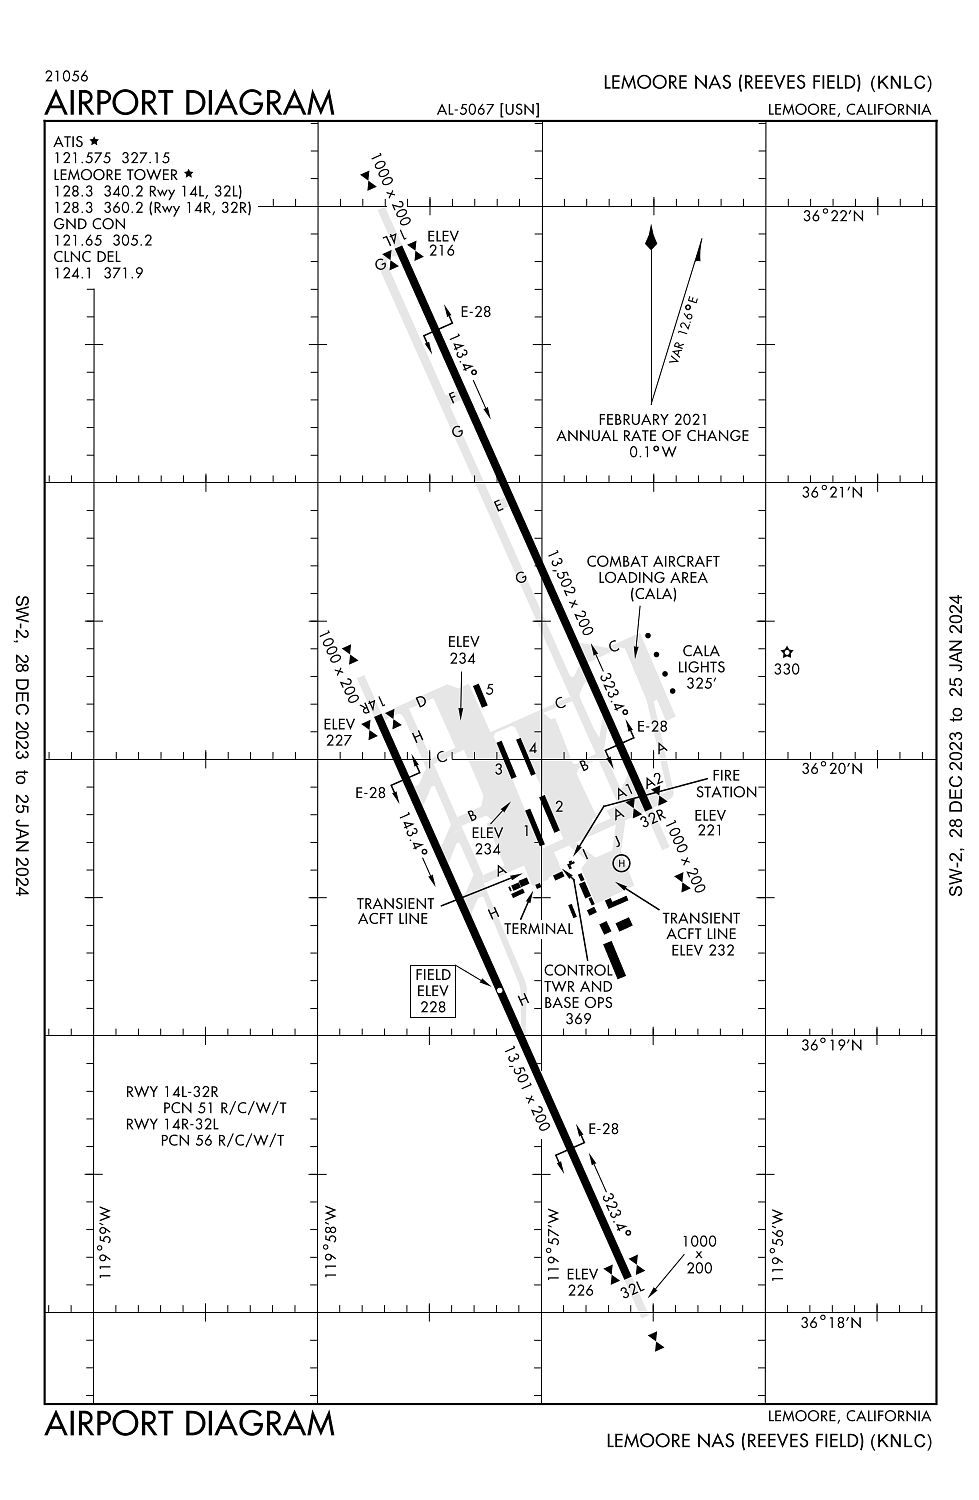 21056
AIRPORT DIAGRAM
AL-5067 [USN]
LEMOORE NAS (REEVES FIELD) (KNLC)
LEMOORE, CALIFORNIA
ATIS ★
121.575 327.15
LEMOORE TOWER ★
128.3 340.2 Rwy 14L, 32L)
128.3 360.2 (Rwy 14R, 32R)
GND CON
121.65 305.2
CLNC DEL
124.1 371.9
1000 x 200
14L
G
ELEV
216
36°22'N
VAR 12.6°E
FEBRUARY 2021
ANNUAL RATE OF CHANGE
0.1°W
E-28
143.4°
F
G
36°21'N
E
G
13,502 x 200
COMBAT AIRCRAFT
LOADING AREA
(CALA)
C
CALA
LIGHTS
325'
330
323.4°
1000 x 200
14R
ELEV
227
ELEV
234
5
D
H
C
C
E-28
A
B
36°20'N
3
4
E-28
143.4°
B
ELEV
234
1
2
A1
A2
A
FIRE
STATION
32R
ELEV
221
1000 x 200
J
I
H
A
TRANSIENT
ACFT LINE
H
TERMINAL
TRANSIENT
ACFT LINE
ELEV 232
CONTROL
TWR AND
BASE OPS
369
FIELD
ELEV
228
H
36°19'N
13,501 x 200
RWY 14L-32R
PCN 51 R/C/W/T
RWY 14R-32L
PCN 56 R/C/W/T
E-28
323.4°
119°59'W
119°58'W
119°57'W
119°56'W
1000
x
200
ELEV
226
32L
36°18'N
SW-2, 28 DEC 2023 to 25 JAN 2024
SW-2, 28 DEC 2023 to 25 JAN 2024
AIRPORT DIAGRAM
LEMOORE, CALIFORNIA
LEMOORE NAS (REEVES FIELD) (KNLC)